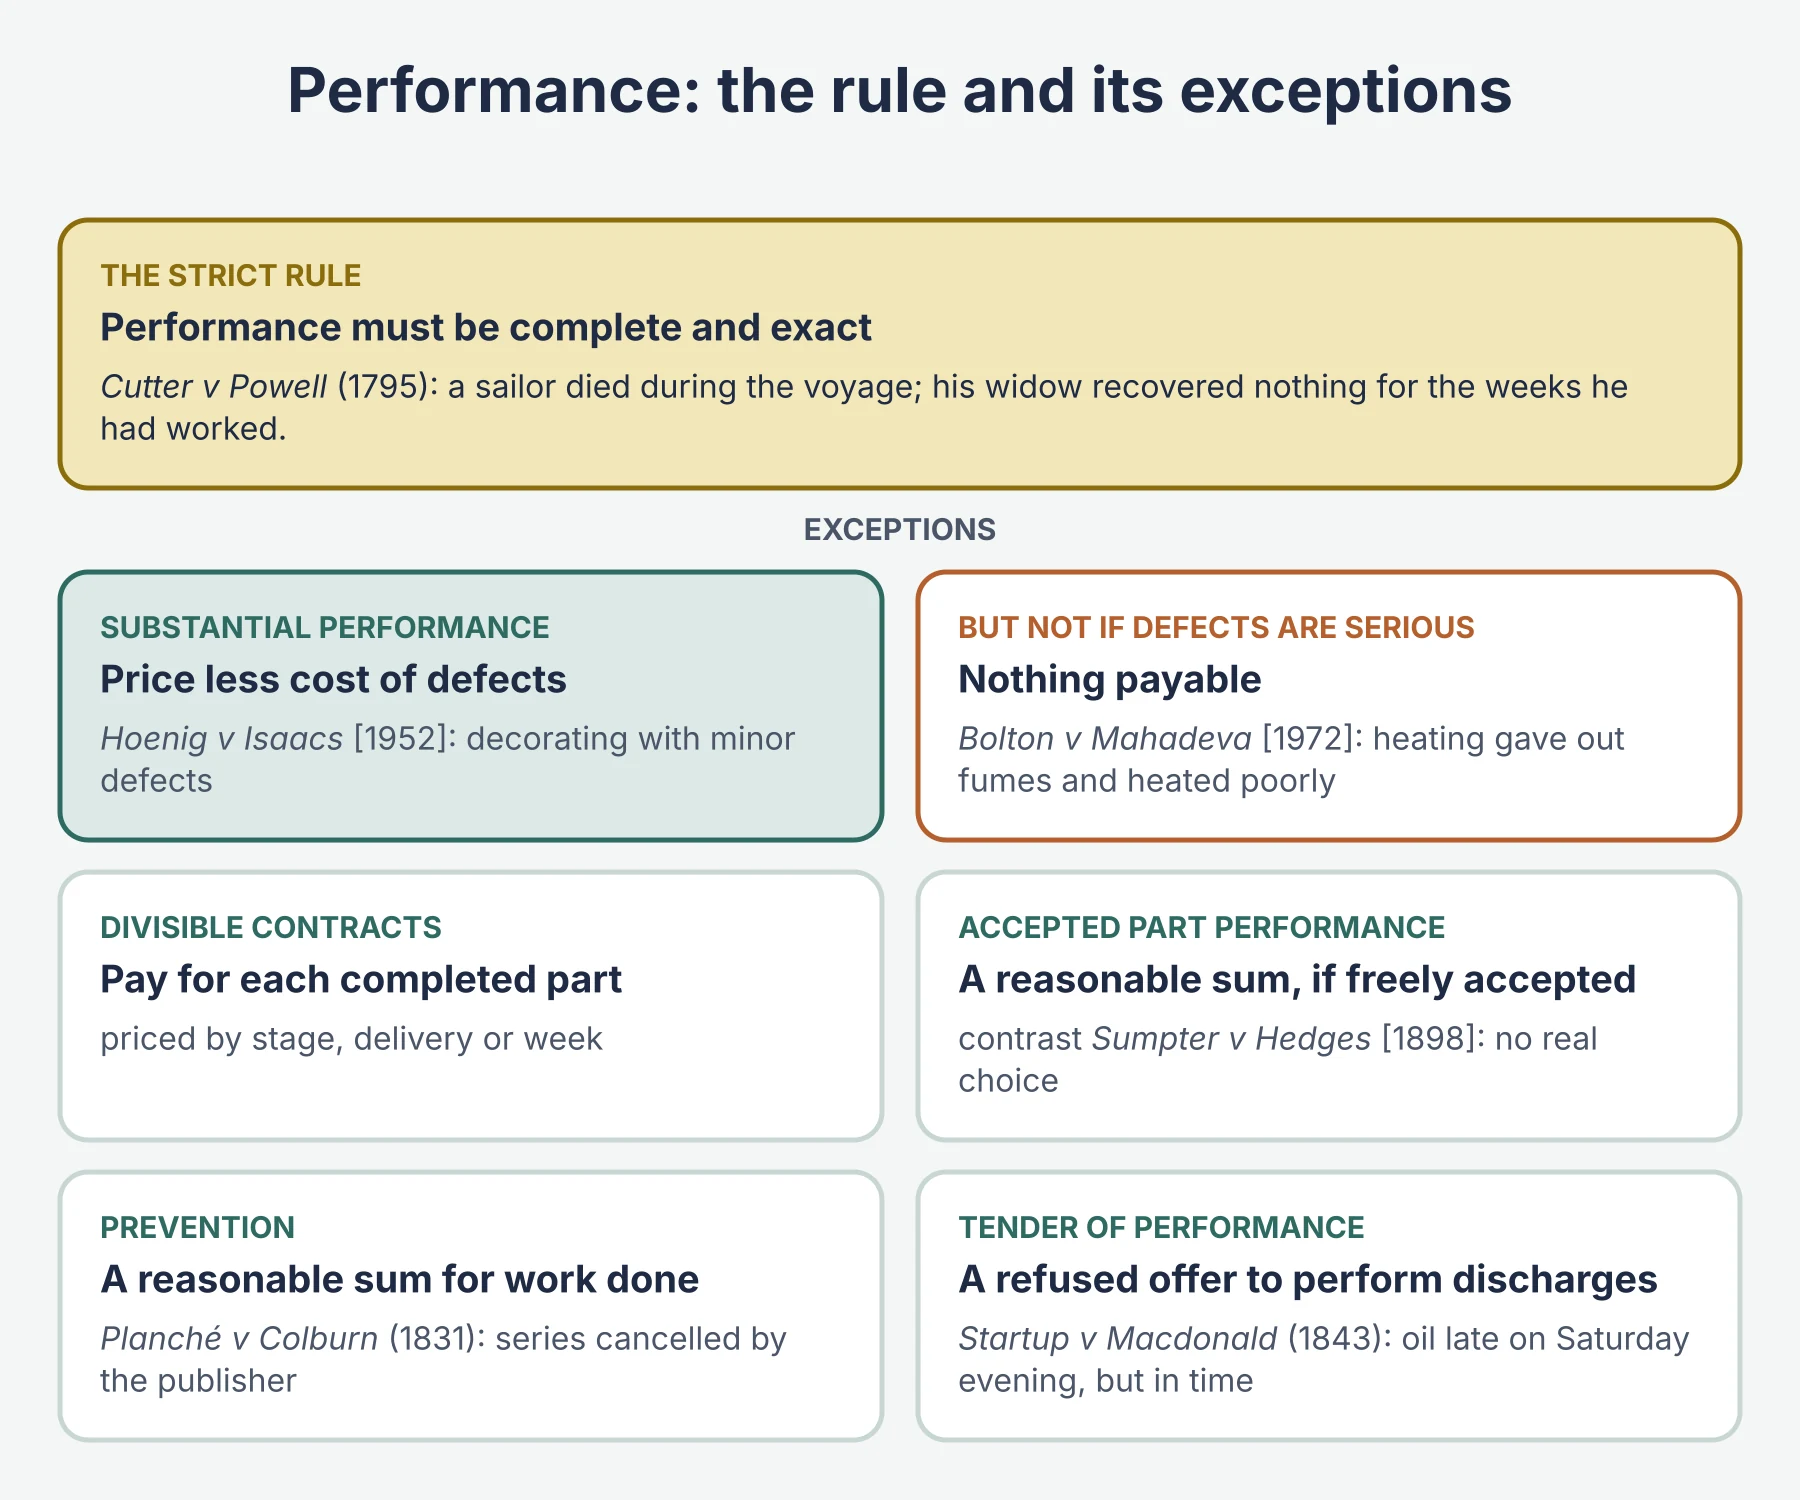 Performance: the rule and its exceptions
THE STRICT RULE
Performance must be complete and exact
Cutter v Powell (1795): a sailor died during the voyage; his widow recovered nothing for the weeks he
had worked.
EXCEPTIONS
SUBSTANTIAL PERFORMANCE
Price less cost of defects
Hoenig v Isaacs [1952]: decorating with minor
defects
BUT NOT IF DEFECTS ARE SERIOUS
Nothing payable
Bolton v Mahadeva [1972]: heating gave out
fumes and heated poorly
DIVISIBLE CONTRACTS
Pay for each completed part
priced by stage, delivery or week
ACCEPTED PART PERFORMANCE
A reasonable sum, if freely accepted
contrast Sumpter v Hedges [1898]: no real
choice
PREVENTION
A reasonable sum for work done
Planché v Colburn (1831): series cancelled by
the publisher
TENDER OF PERFORMANCE
A refused offer to perform discharges
Startup v Macdonald (1843): oil late on Saturday
evening, but in time